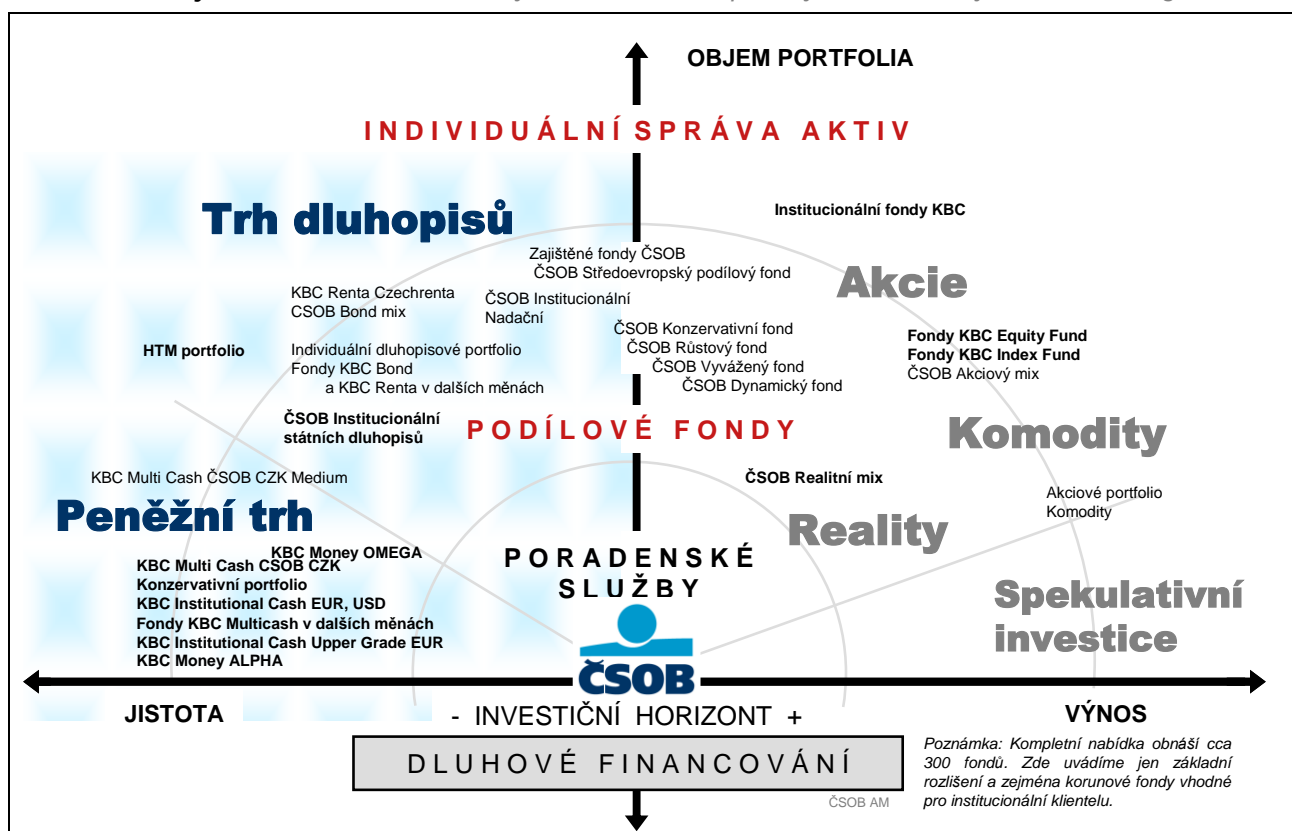 OBJEM PORTFOLIA
INDIVIDUÁLNÍ SPRÁVA AKTIV
Trh dluhopisů
Institucionální fondy KBC
Zajištěné fondy ČSOB
ČSOB Středoevropský podílový fond
Akcie
KBC Renta Czechrenta
CSOB Bond mix
ČSOB Institucionální
Nadační
ČSOB Konzervativní fond
ČSOB Růstový fond
ČSOB Vyvážený fond
ČSOB Dynamický fond
Fondy KBC Equity Fund
Fondy KBC Index Fund
ČSOB Akciový mix
HTM portfolio
Individuální dluhopisové portfolio
Fondy KBC Bond
a KBC Renta v dalších měnách
ČSOB Institucionální
státních dluhopisů
PODÍLOVÉ FONDY
Komodity
KBC Multi Cash ČSOB CZK Medium
ČSOB Realitní mix
Akciové portfolio
Komodity
Peněžní trh
Reality
KBC Money OMEGA
KBC Multi Cash CSOB CZK
Konzervativní portfolio
KBC Institutional Cash EUR, USD
Fondy KBC Multicash v dalších měnách
KBC Institutional Cash Upper Grade EUR
KBC Money ALPHA
PORADENSKÉ
SLUŽBY
Spekulativní
investice
ČSOB
JISTOTA
- INVESTIČNÍ HORIZONT +
VÝNOS
DLUHOVÉ FINANCOVÁNÍ
ČSOB AM
Poznámka: Kompletní nabídka obnáší cca
300 fondů. Zde uvádíme jen základní
rozlišení a zejména korunové fondy vhodné
pro institucionální klientelu.